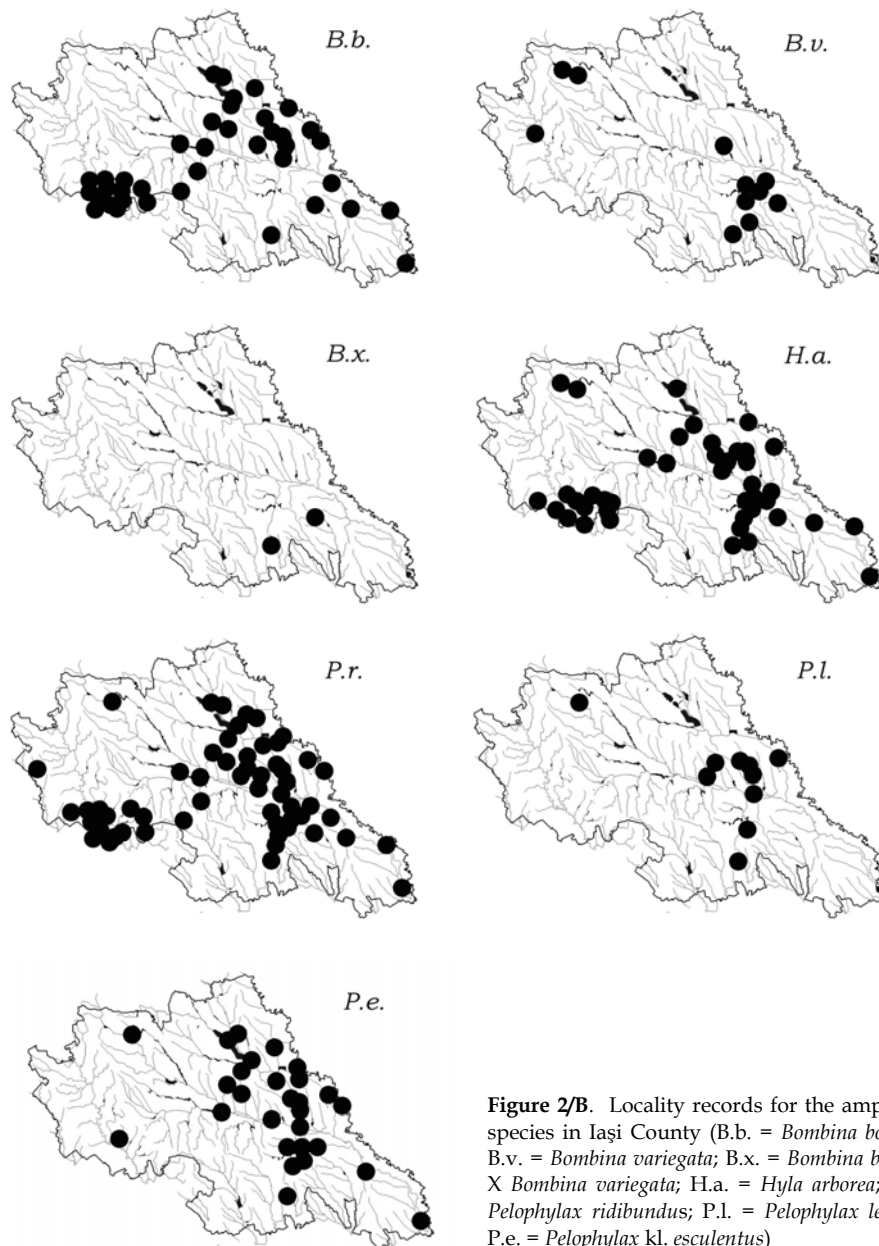 B.b.
B.v.
B.x.
H.a.
P.r.
P.l.
P.e.
Figure 2/B. Locality records for the amp
species in Iaşi County (B.b. = Bombina bo
B.v. = Bombina variegata; B.x. = Bombina b
X Bombina variegata; H.a. = Hyla arborea;
Pelophylax ridibundus; P.l. = Pelophylax le
P.e. = Pelophylax kl. esculentus)